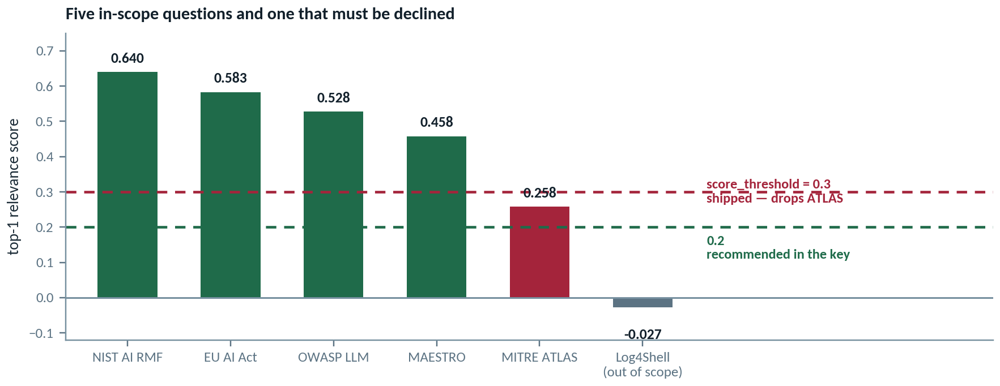 Five in-scope questions and one that must be declined
top-1 relevance score
0.7
0.6
0.5
0.4
0.3
0.2
0.1
0.0
−0.1
0.640
0.583
0.528
0.458
0.258
-0.027
score_threshold = 0.3
shipped — drops ATLAS
0.2
recommended in the key
NIST AI RMF
EU AI Act
OWASP LLM
MAESTRO
MITRE ATLAS
Log4Shell
(out of scope)